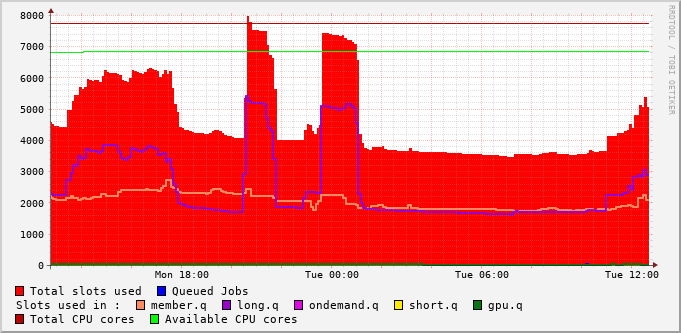 8000
7000
6000
5000
4000
3000
2000
1000
0
Mon 18:00 Tue 00:00 Tue 06:00 Tue 12:00
Total slots used Queued Jobs
Slots used in : member.q long.q ondemand.q short.q gpu.q
Total CPU cores Available CPU cores
RRDTOOL / TOBI OETIKER